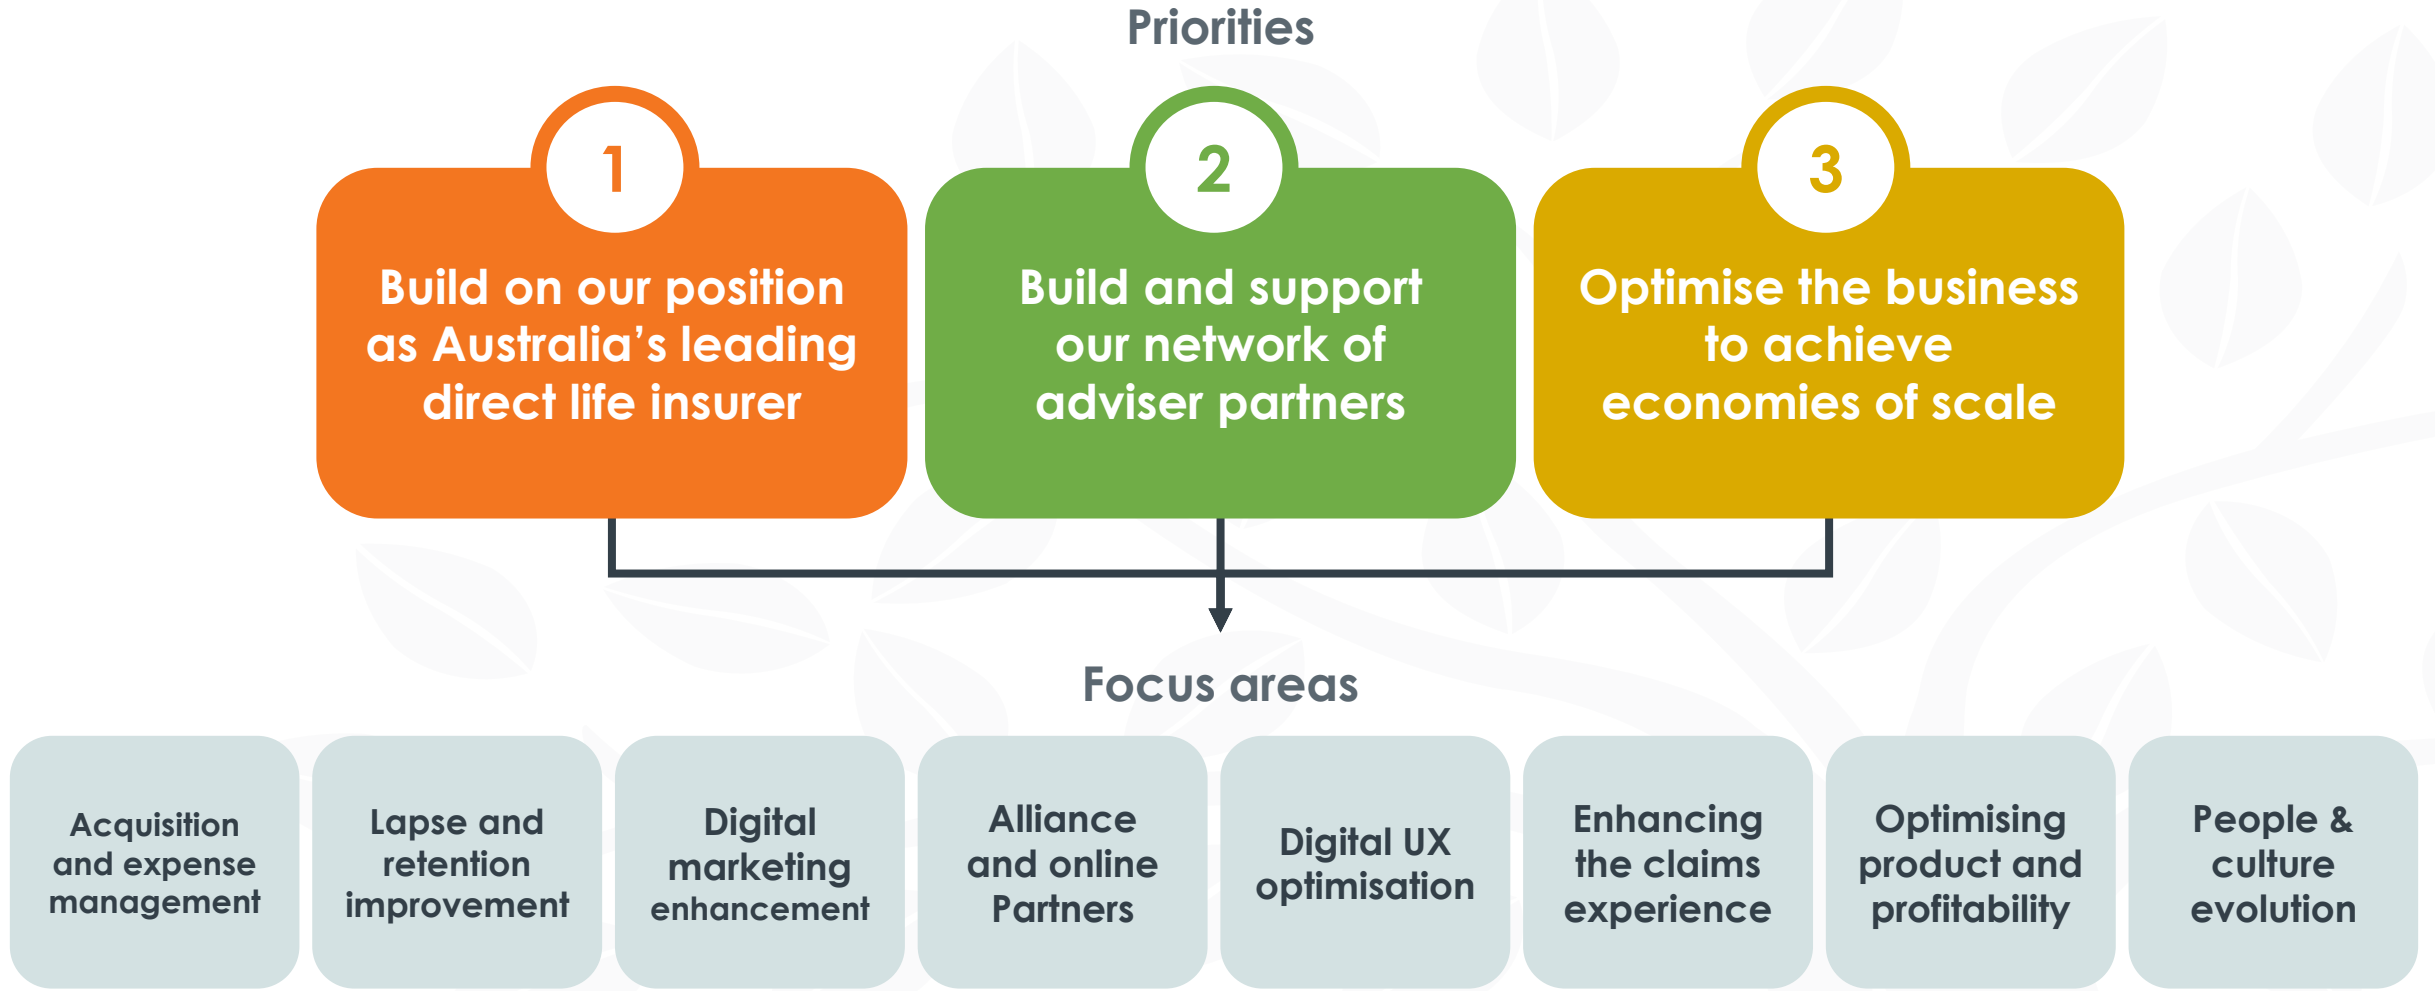 Priorities
1
Build on our position
as Australia’s leading
direct life insurer
2
Build and support
our network of
adviser partners
3
Optimise the business
to achieve
economies of scale
Focus areas
Acquisition
and expense
management
Lapse and
retention
improvement
Digital
marketing
enhancement
Alliance
and online
Partners
Digital UX
optimisation
Enhancing
the claims
experience
Optimising
product and
profitability
People &
culture
evolution